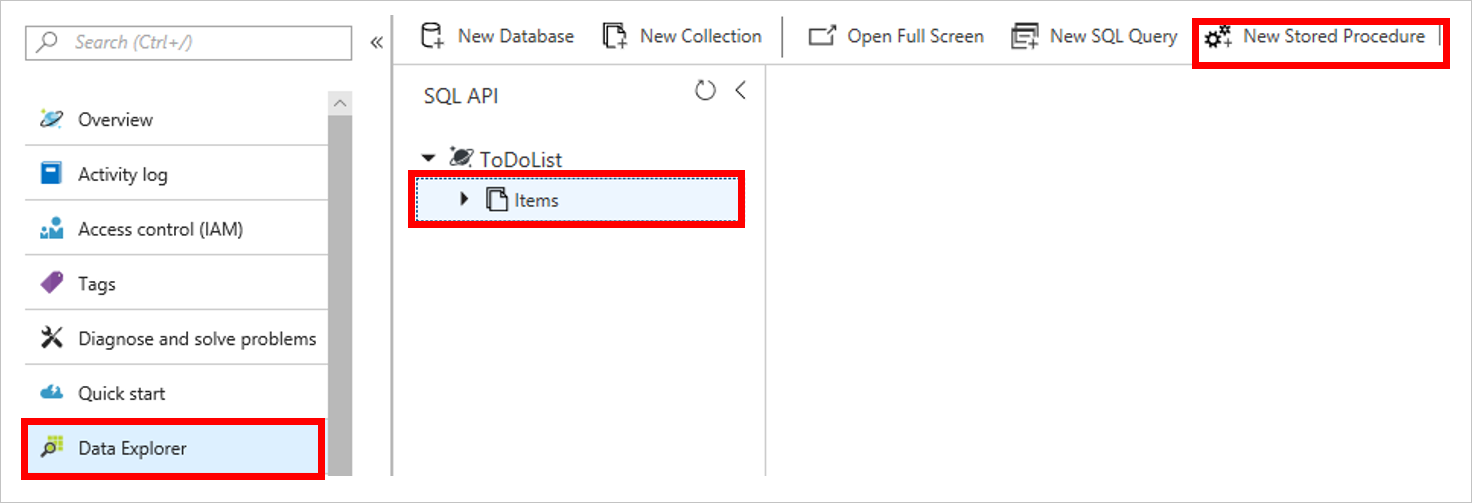 Search (Ctrl+/)
«
Overview
Activity log
Access control (IAM)
Tags
Diagnose and solve problems
Quick start
Data Explorer
New Database
New Collection
Open Full Screen
New SQL Query
New Stored Procedure
SQL API
ToDoList
Items